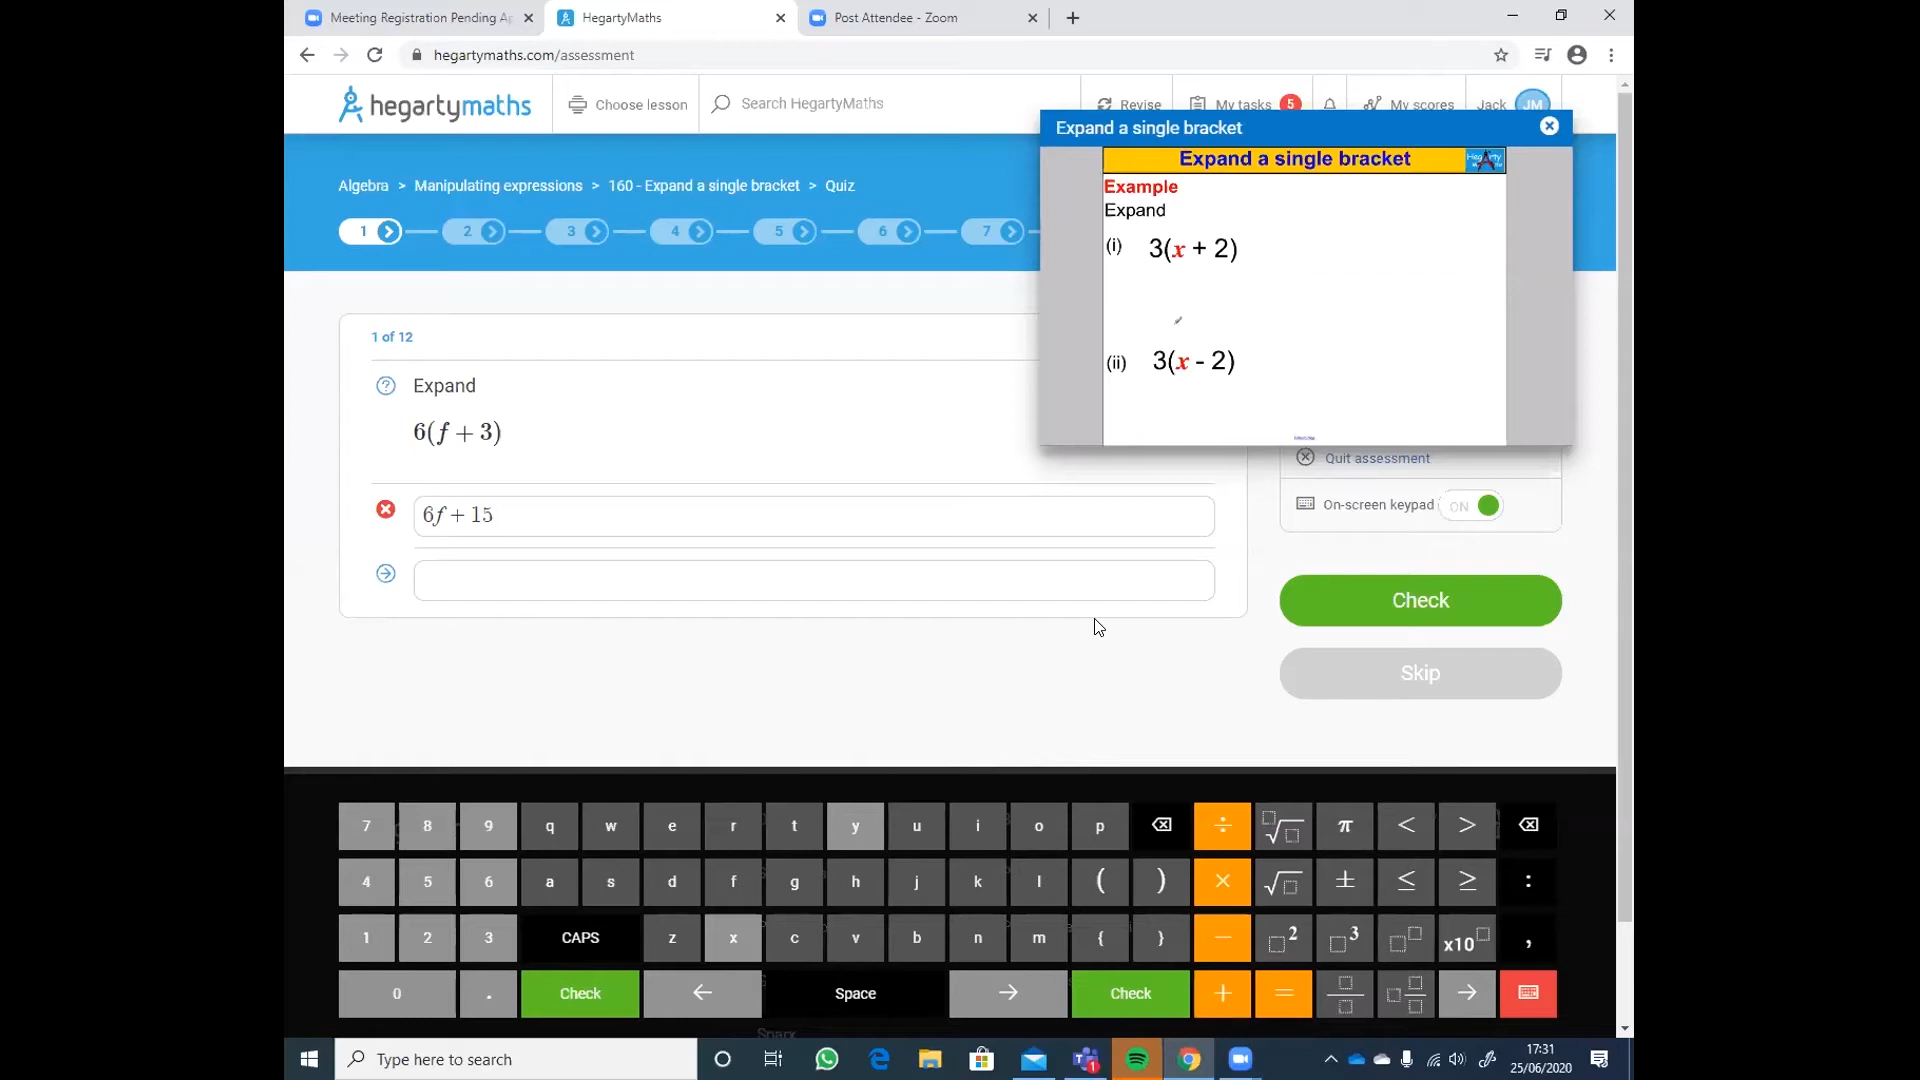 Meeting Registration Pending Ap
HegartyMaths
Post Attendee - Zoom
hegartymaths.com/assessment
hegartymaths
Choose lesson
Search HegartyMaths
Revise
My tasks 5
My scores
Jack JM
Algebra > Manipulating expressions > 160 - Expand a single bracket > Quiz
1 2 3 4 5 6 7
Expand a single bracket
Expand a single bracket
Example
Expand
(i) 3(x + 2)
(ii) 3(x - 2)
1 of 12
Expand
6(f + 3)
6f + 15
Quit assessment
On-screen keypad ON
Check
Skip
7 8 9 q w e r t y u i o p ÷ √ π < >
4 5 6 a s d f g h j k l ( ) × √ ± ≤ ≥ :
1 2 3 CAPS z x c v b n m { } − 2 3 x10 ,
0 . Check ← Space → Check + = →
Type here to search
1
17:31
25/06/2020